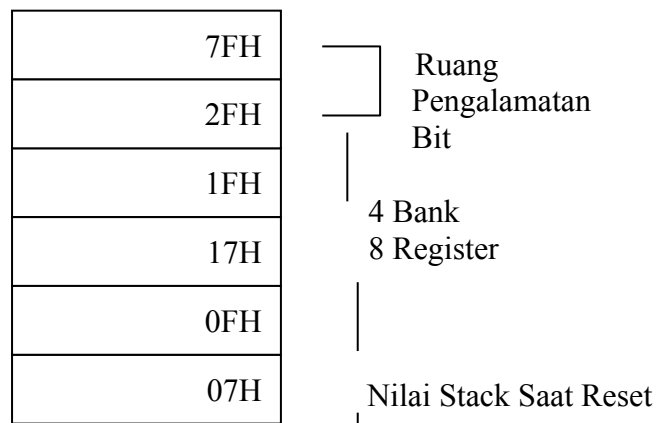 7FH
Ruang
Pengalamatan
Bit
2FH
1FH
4 Bank
8 Register
17H
0FH
07H
Nilai Stack Saat Reset